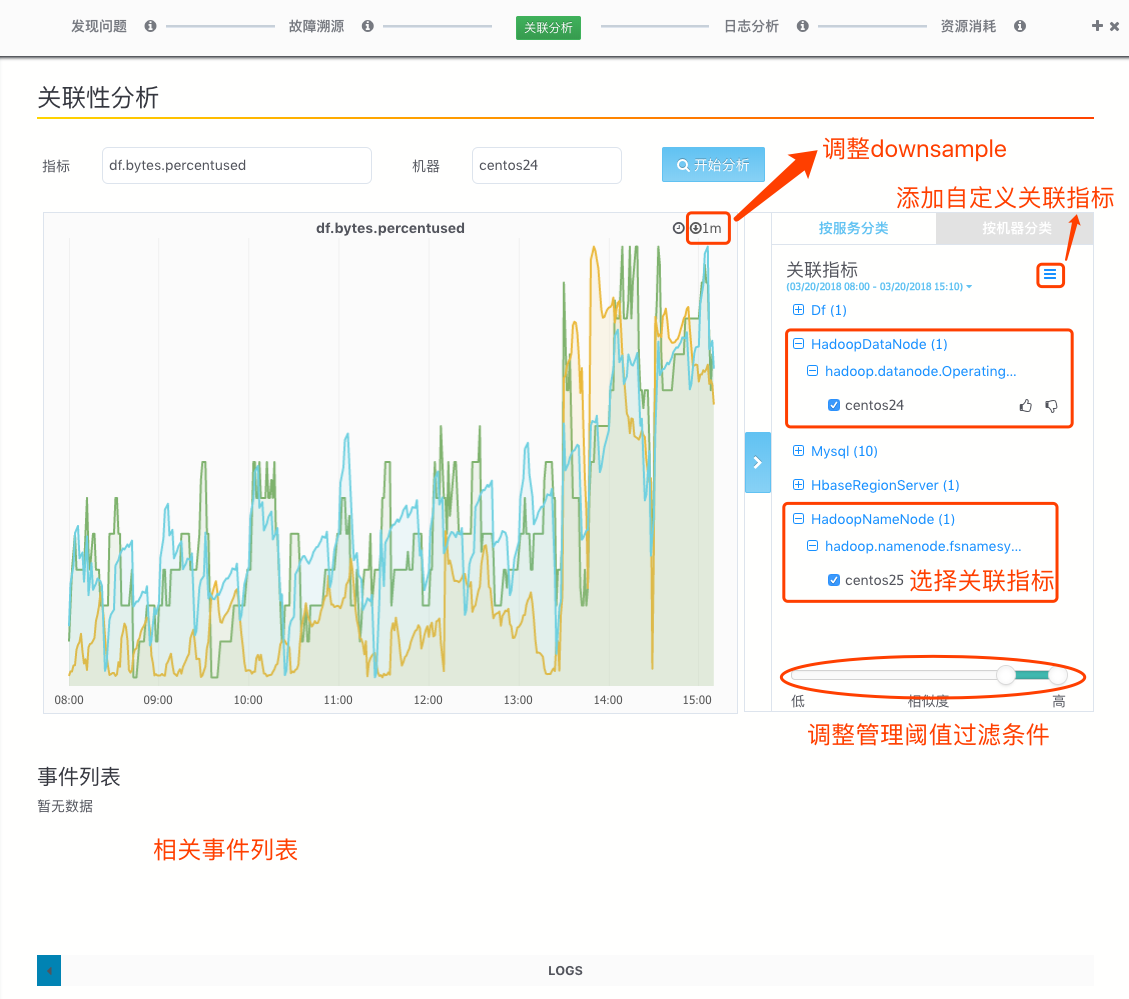 发现问题 故障溯源 关联分析 日志分析 资源消耗
关联性分析
指标 df.bytes.percentused 机器 centos24 开始分析
调整downsample
添加自定义关联指标
df.bytes.percentused 1m
按服务分类 按机器分类
关联指标
(03/20/2018 08:00 - 03/20/2018 15:10)
Df (1)
HadoopDataNode (1)
hadoop.datanode.Operating...
centos24
Mysql (10)
HbaseRegionServer (1)
HadoopNameNode (1)
hadoop.namenode.fsnamesy...
centos25 选择关联指标
低 相似度 高
08:00 09:00 10:00 11:00 12:00 13:00 14:00 15:00
调整管理阈值过滤条件
事件列表
暂无数据
相关事件列表
LOGS